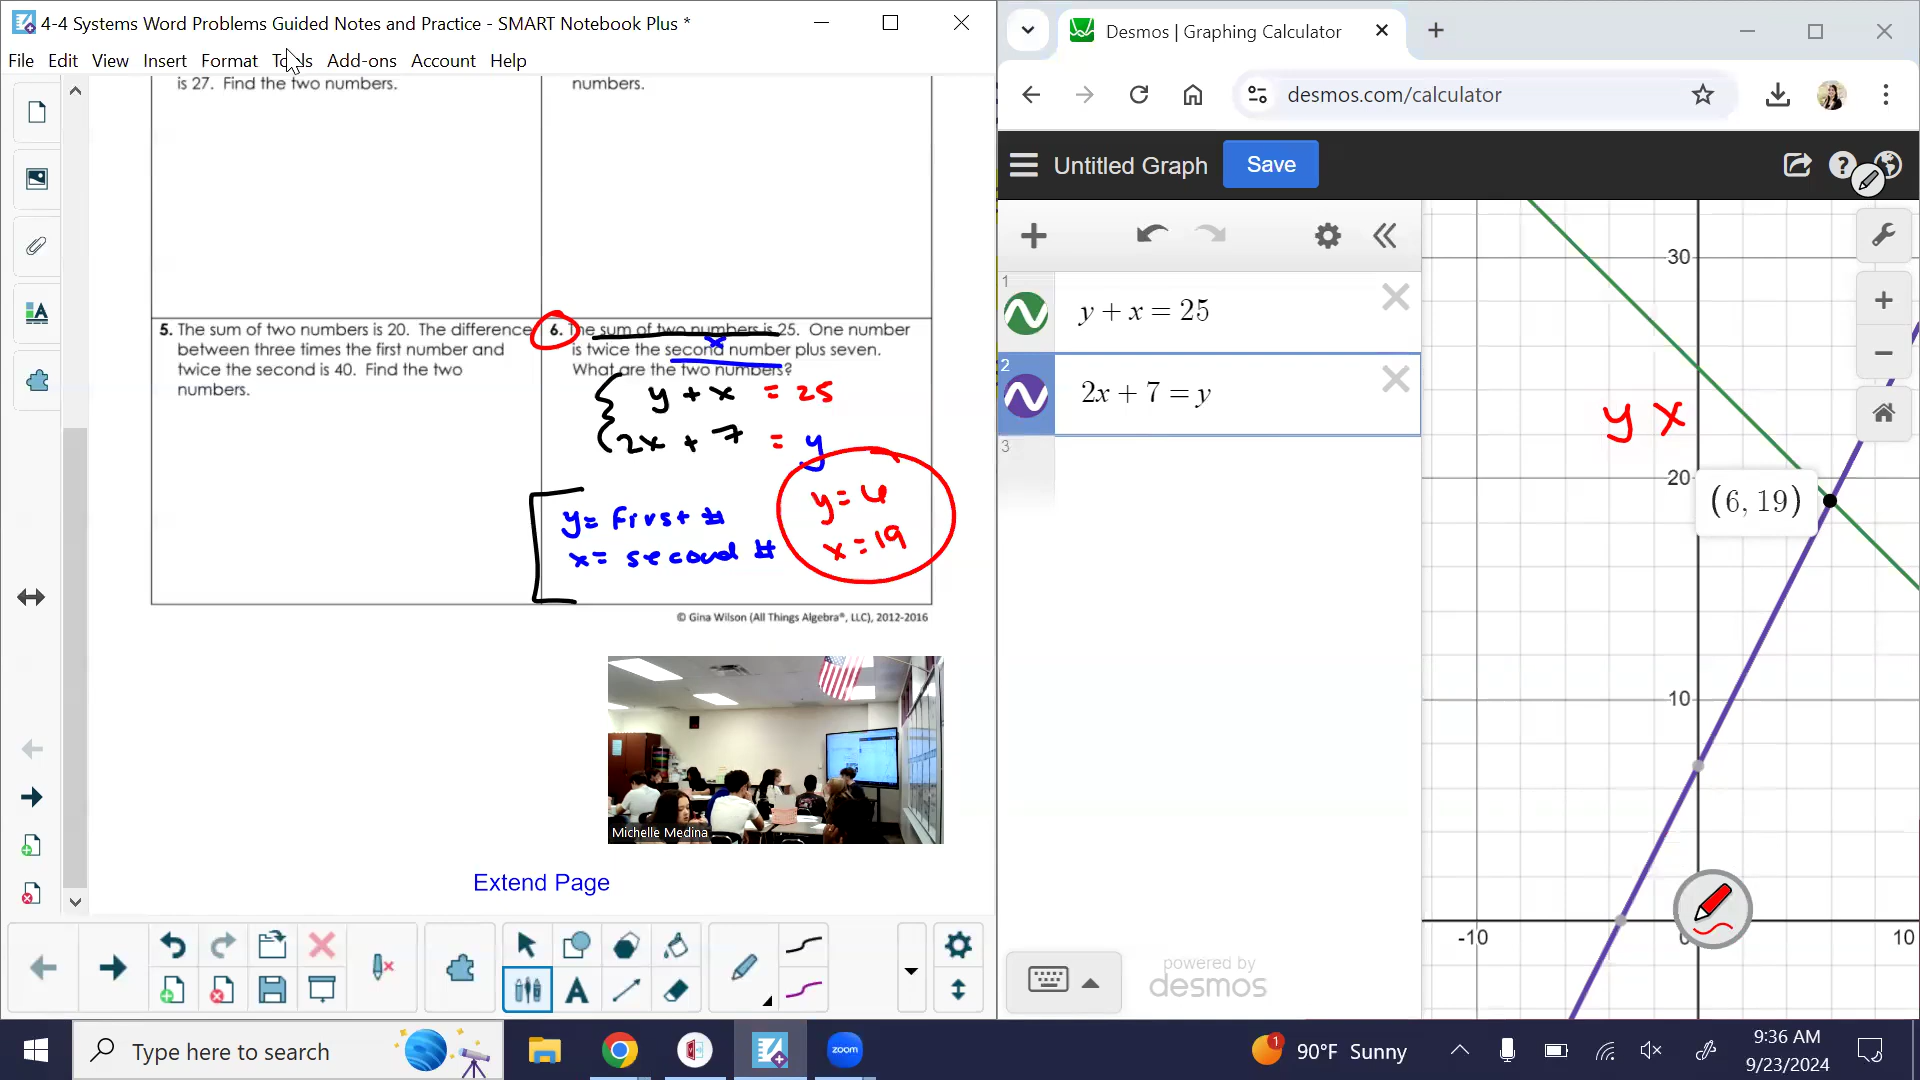 4-4 Systems Word Problems Guided Notes and Practice - SMART Notebook Plus *
File Edit View Insert Format Tools Add-ons Account Help
is 27. Find the two numbers.
numbers.
5. The sum of two numbers is 20. The difference
between three times the first number and
twice the second is 40. Find the two
numbers.
6. The sum of two numbers is 25. One number
x
is twice the second number plus seven.
What are the two numbers?
y + x = 25
2x + 7 = y
y = first #
x = second #
y = 6
x = 19
© Gina Wilson (All Things Algebra®, LLC), 2012-2016
Michelle Medina
Extend Page
Desmos | Graphing Calculator
desmos.com/calculator
Untitled Graph
Save
1
y + x = 25
2
2x + 7 = y
3
30
y x
20
(6, 19)
10
-10
0
10
powered by
desmos
Type here to search
zoom
1
90°F Sunny
9:36 AM
9/23/2024